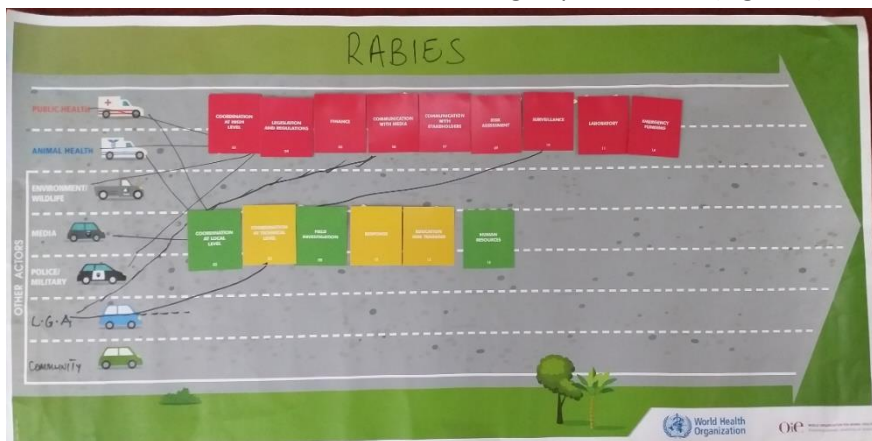 RABIES
PUBLIC HEALTH
ANIMAL HEALTH
ENVIRONMENT/
WILDLIFE
MEDIA
POLICE/
MILITARY
L.G.A
COMMUNITY
OTHER ACTORS
COORDINATION
AT HIGH
LEVEL
LEGISLATION
AND REGULATIONS
FINANCE
COMMUNICATION
WITH MEDIA
COMMUNICATION
WITH
STAKEHOLDERS
RISK
ASSESSMENT
SURVEILLANCE
LABORATORY
EMERGENCY
FUNDING
COORDINATION
AT LOCAL
LEVEL
COORDINATION
AT TECHNICAL
LEVEL
FIELD
INVESTIGATION
RESPONSE
EDUCATION
AND TRAINING
HUMAN
RESOURCES
World Health
Organization
Oie